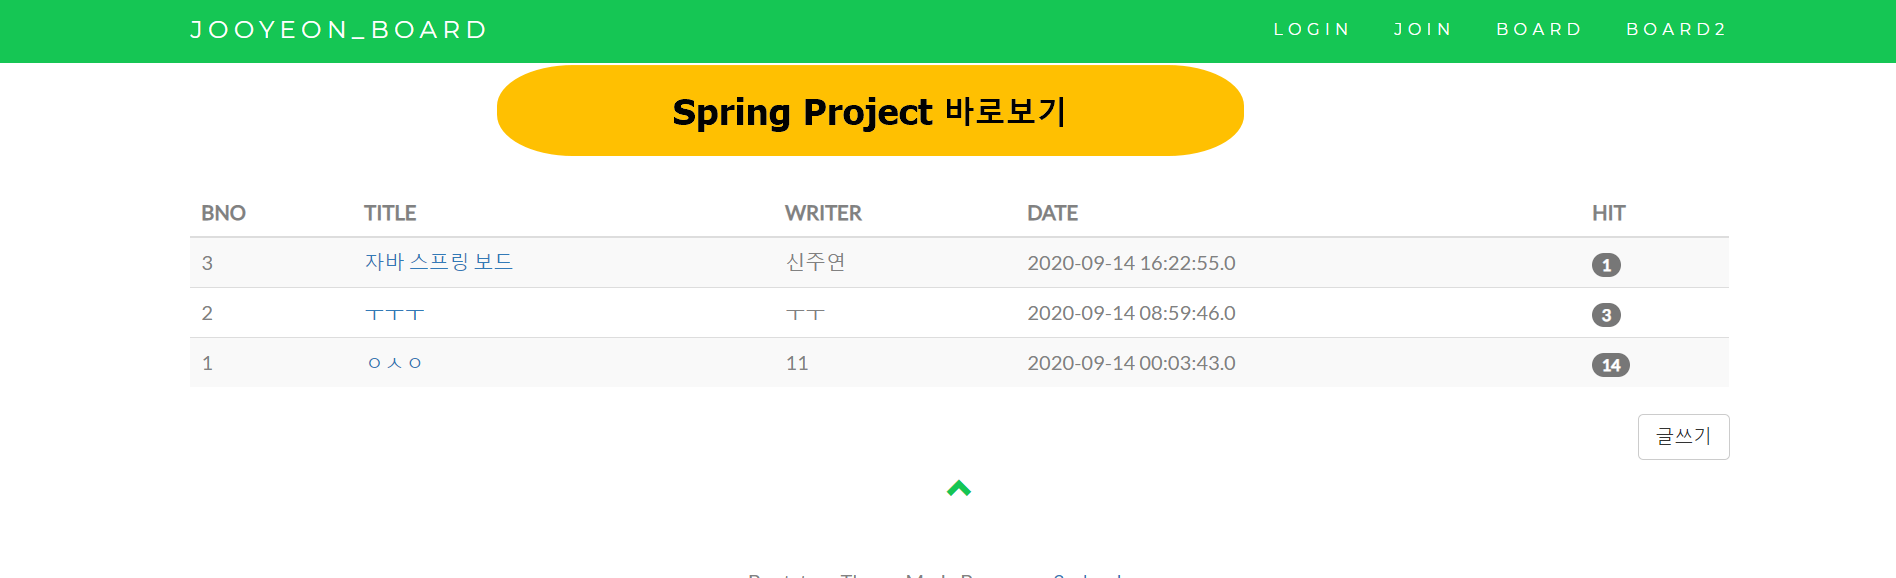 JOOYEON_BOARD LOGIN JOIN BOARD BOARD2
Spring Project 바로보기
BNO TITLE WRITER DATE HIT
3 자바 스프링 보드 신주연 2020-09-14 16:22:55.0 1
2 ㅜㅜㅜ ㅜㅜ 2020-09-14 08:59:46.0 3
1 ㅇㅅㅇ 11 2020-09-14 00:03:43.0 14
글쓰기